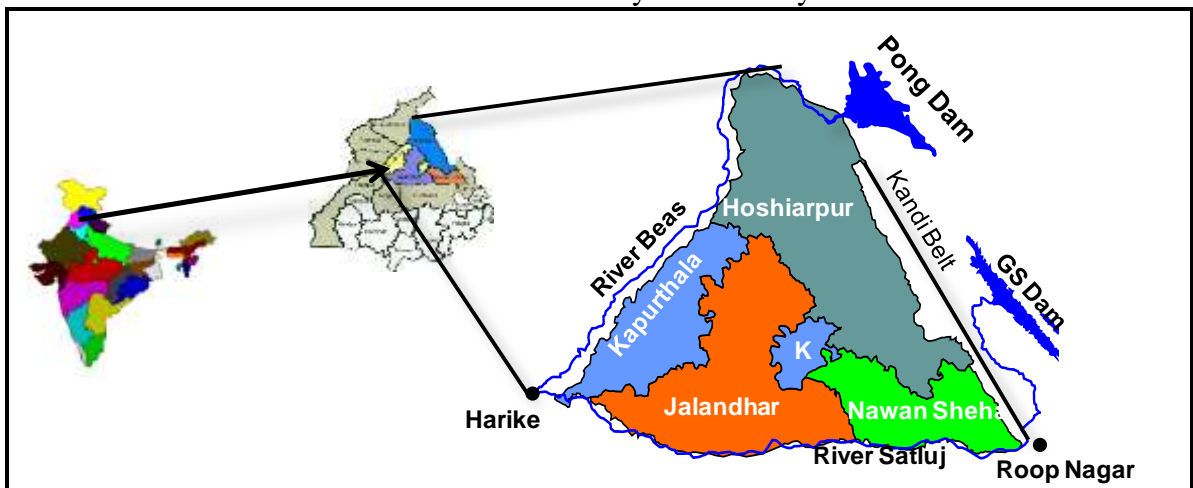 Pong Dam
Hoshiarpur
Kandi Belt
River Beas
GS Dam
Kapurthala
K
Harike
Jalandhar
Nawan Sheha
River Satluj
Roop Nagar